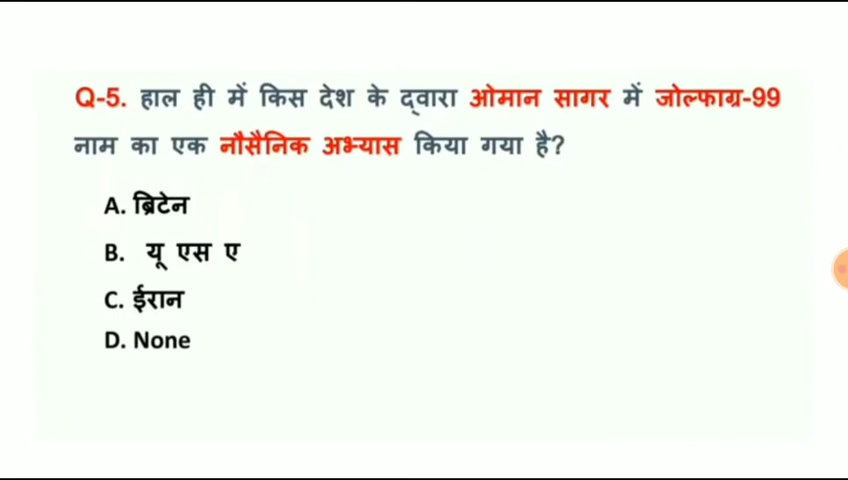 Q-5. हाल ही में किस देश के द्वारा ओमान सागर में जोल्फाग्र-99
नाम का एक नौसैनिक अभ्यास किया गया है?
A. ब्रिटेन
B. यू एस ए
C. ईरान
D. None